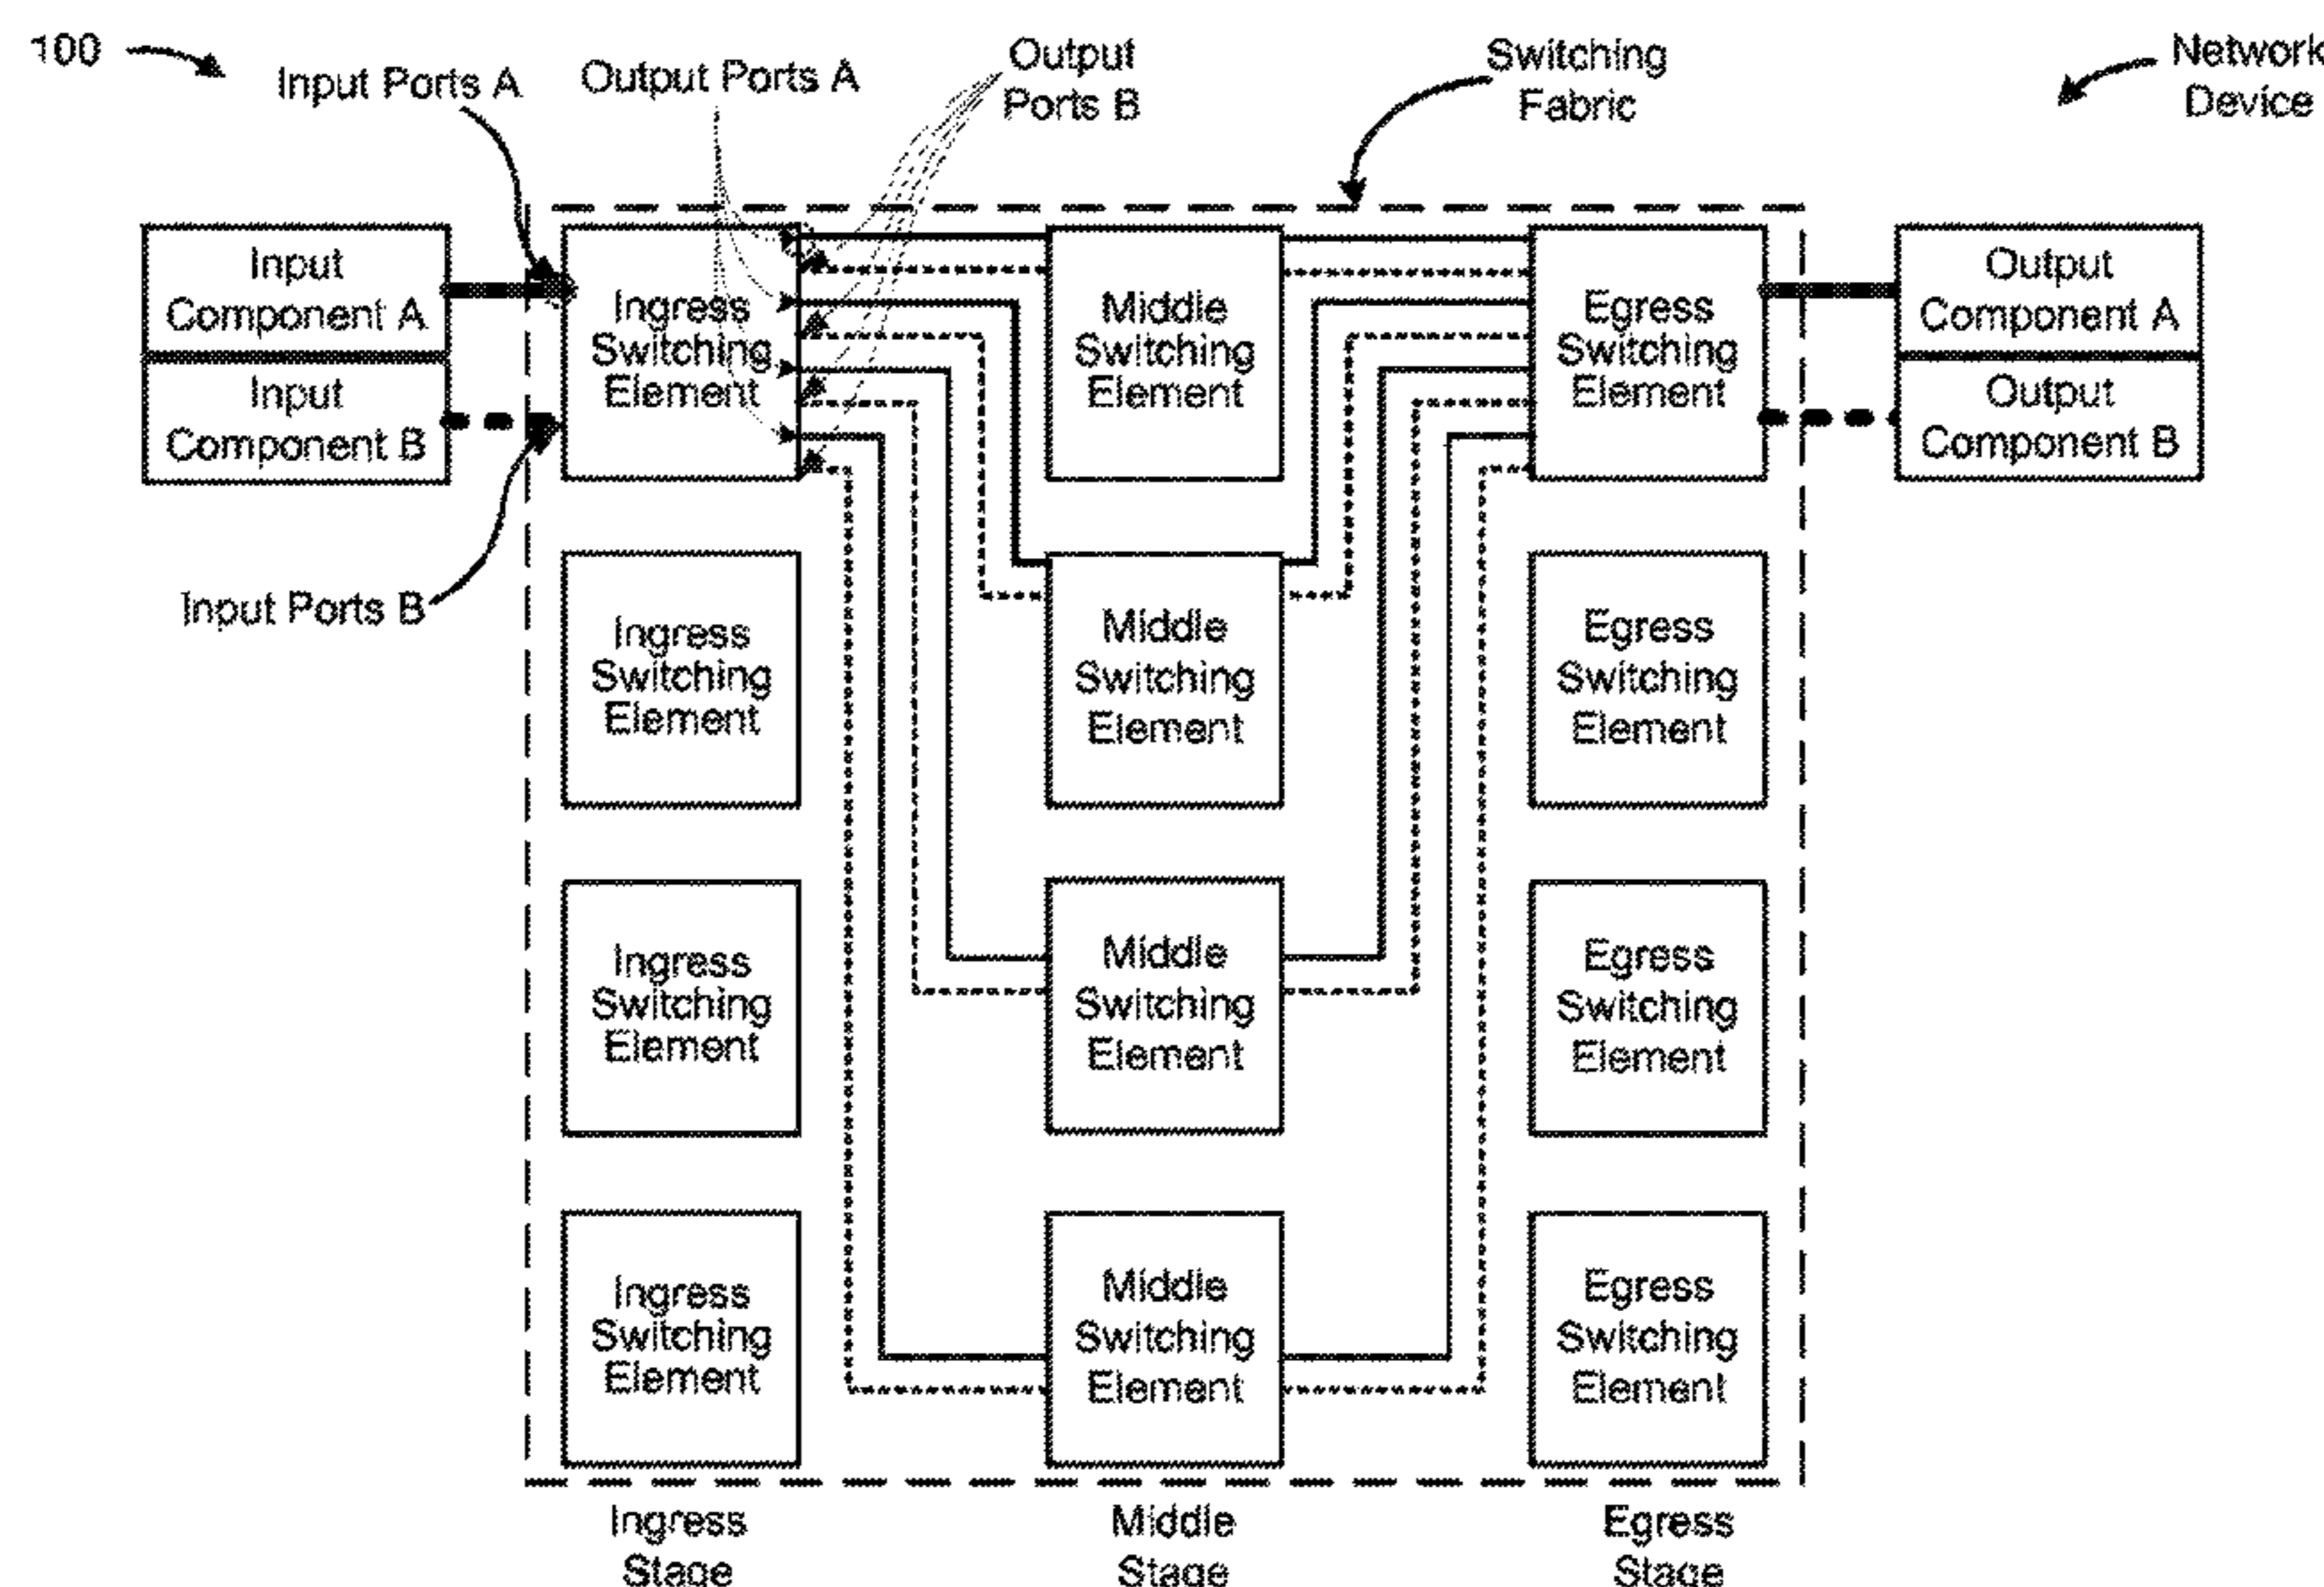 100
Input Ports A
Output Ports A
Output
Ports B
Switching
Fabric
Network
Device
Input
Component A
Input
Component B
Ingress
Switching
Element
Middle
Switching
Element
Egress
Switching
Element
Output
Component A
Output
Component B
Input Ports B
Ingress
Switching
Element
Middle
Switching
Element
Egress
Switching
Element
Ingress
Switching
Element
Middle
Switching
Element
Egress
Switching
Element
Ingress
Switching
Element
Middle
Switching
Element
Egress
Switching
Element
Ingress
Stage
Middle
Stage
Egress
Stage